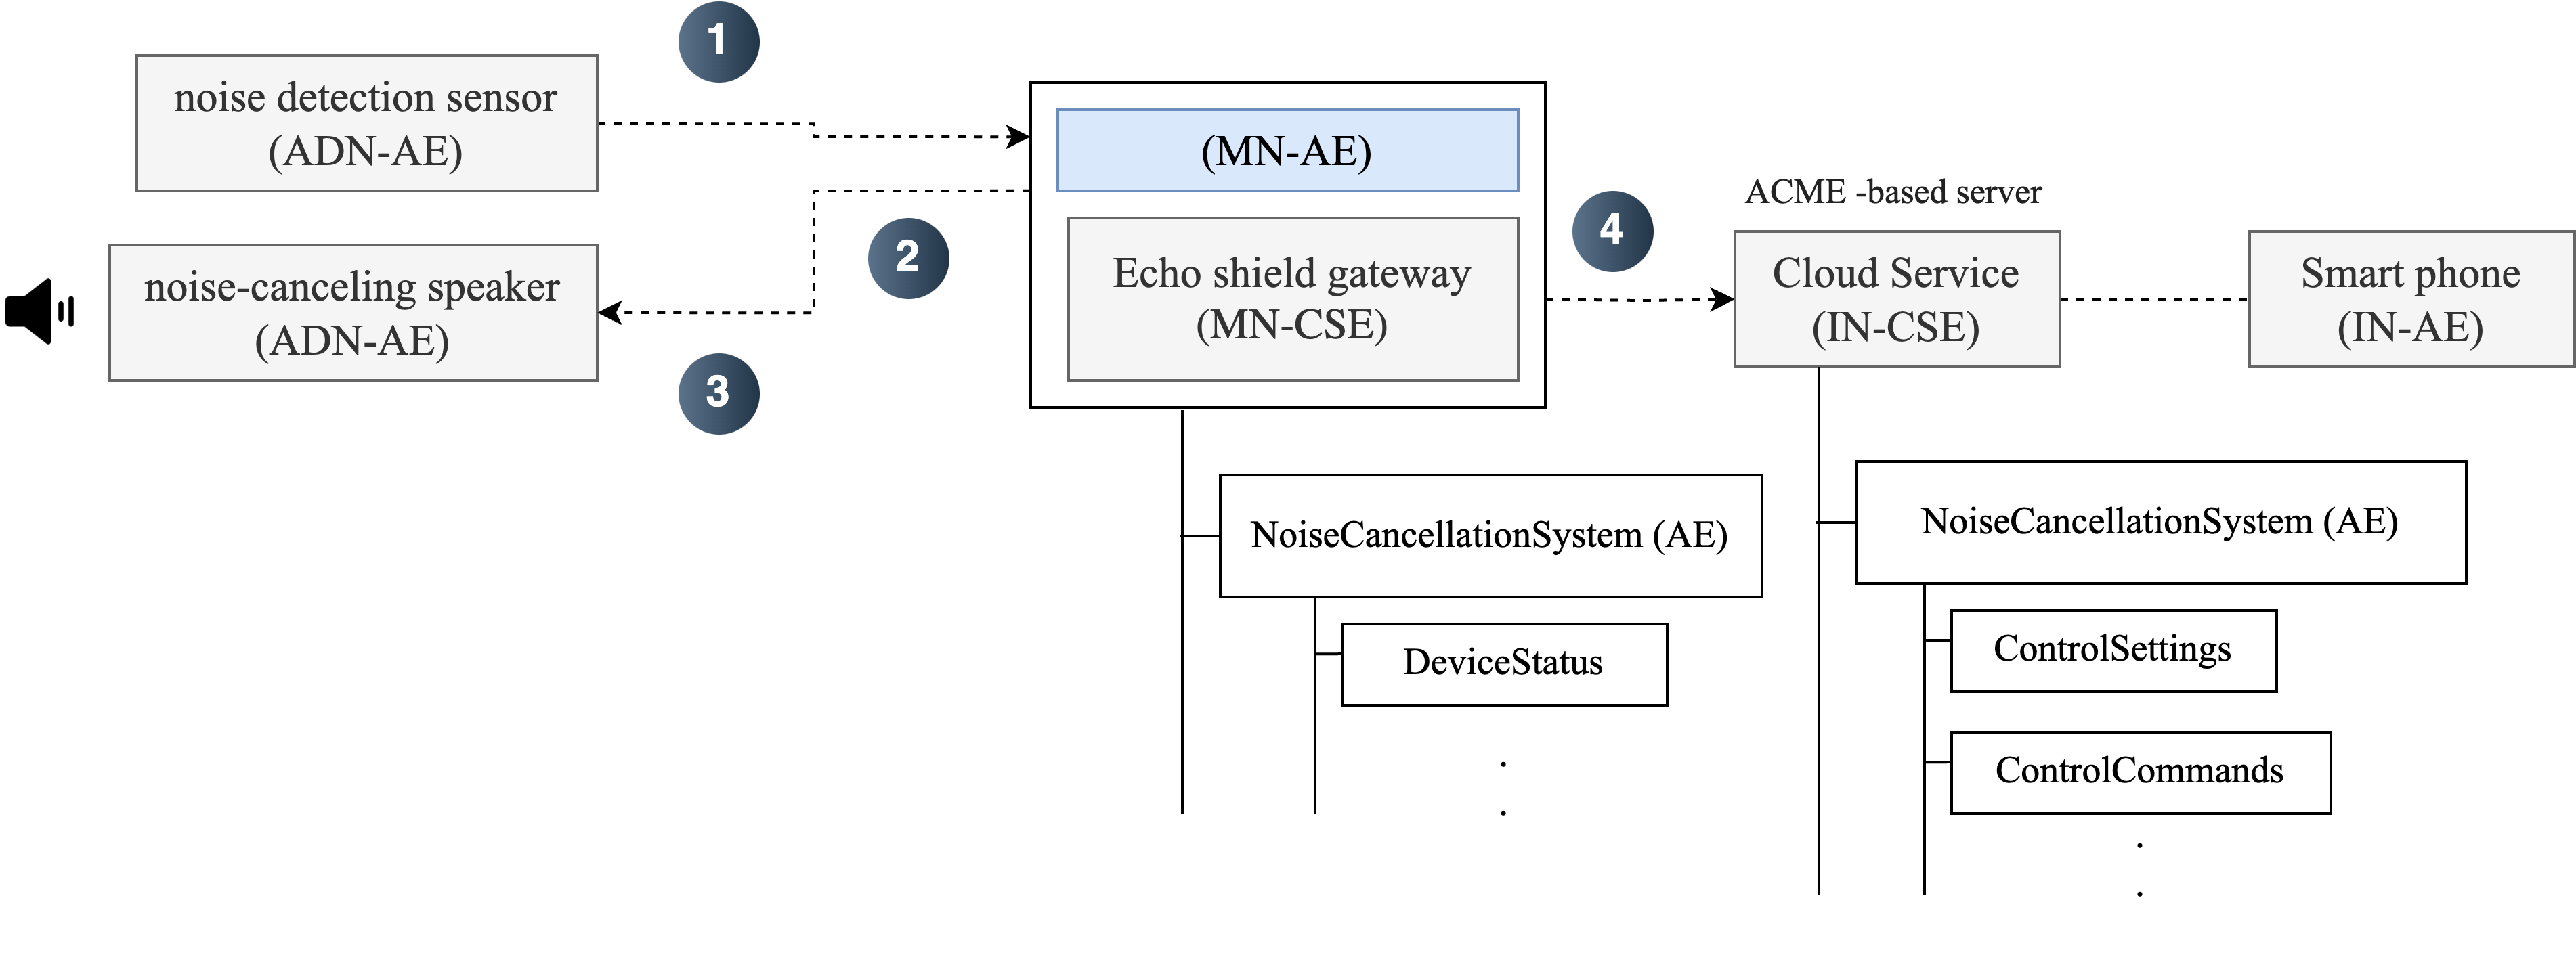 1
noise detection sensor
(ADN-AE)
2
noise-canceling speaker
(ADN-AE)
3
(MN-AE)
Echo shield gateway
(MN-CSE)
4
ACME -based server
Cloud Service
(IN-CSE)
Smart phone
(IN-AE)
NoiseCancellationSystem (AE)
DeviceStatus
.
.
NoiseCancellationSystem (AE)
ControlSettings
ControlCommands
.
.